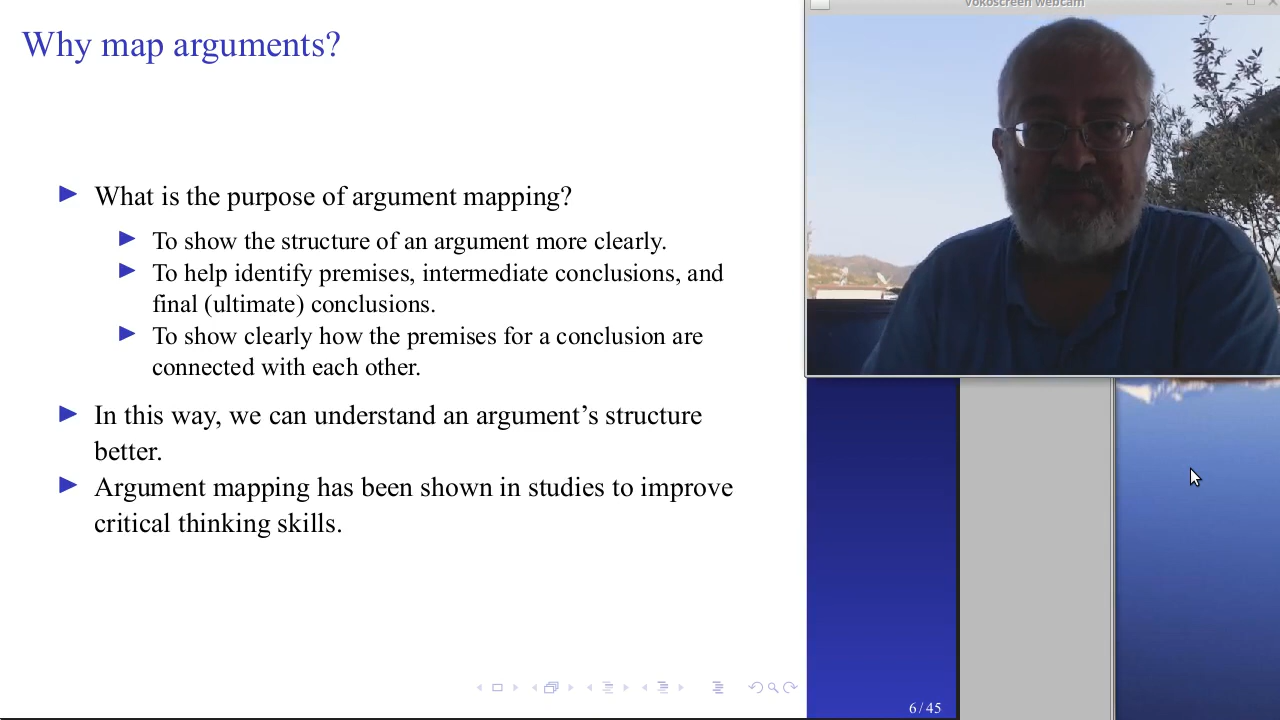 Why map arguments?
vokoscreen webcam
What is the purpose of argument mapping?
To show the structure of an argument more clearly.
To help identify premises, intermediate conclusions, and
final (ultimate) conclusions.
To show clearly how the premises for a conclusion are
connected with each other.
In this way, we can understand an argument’s structure
better.
Argument mapping has been shown in studies to improve
critical thinking skills.
6 / 45